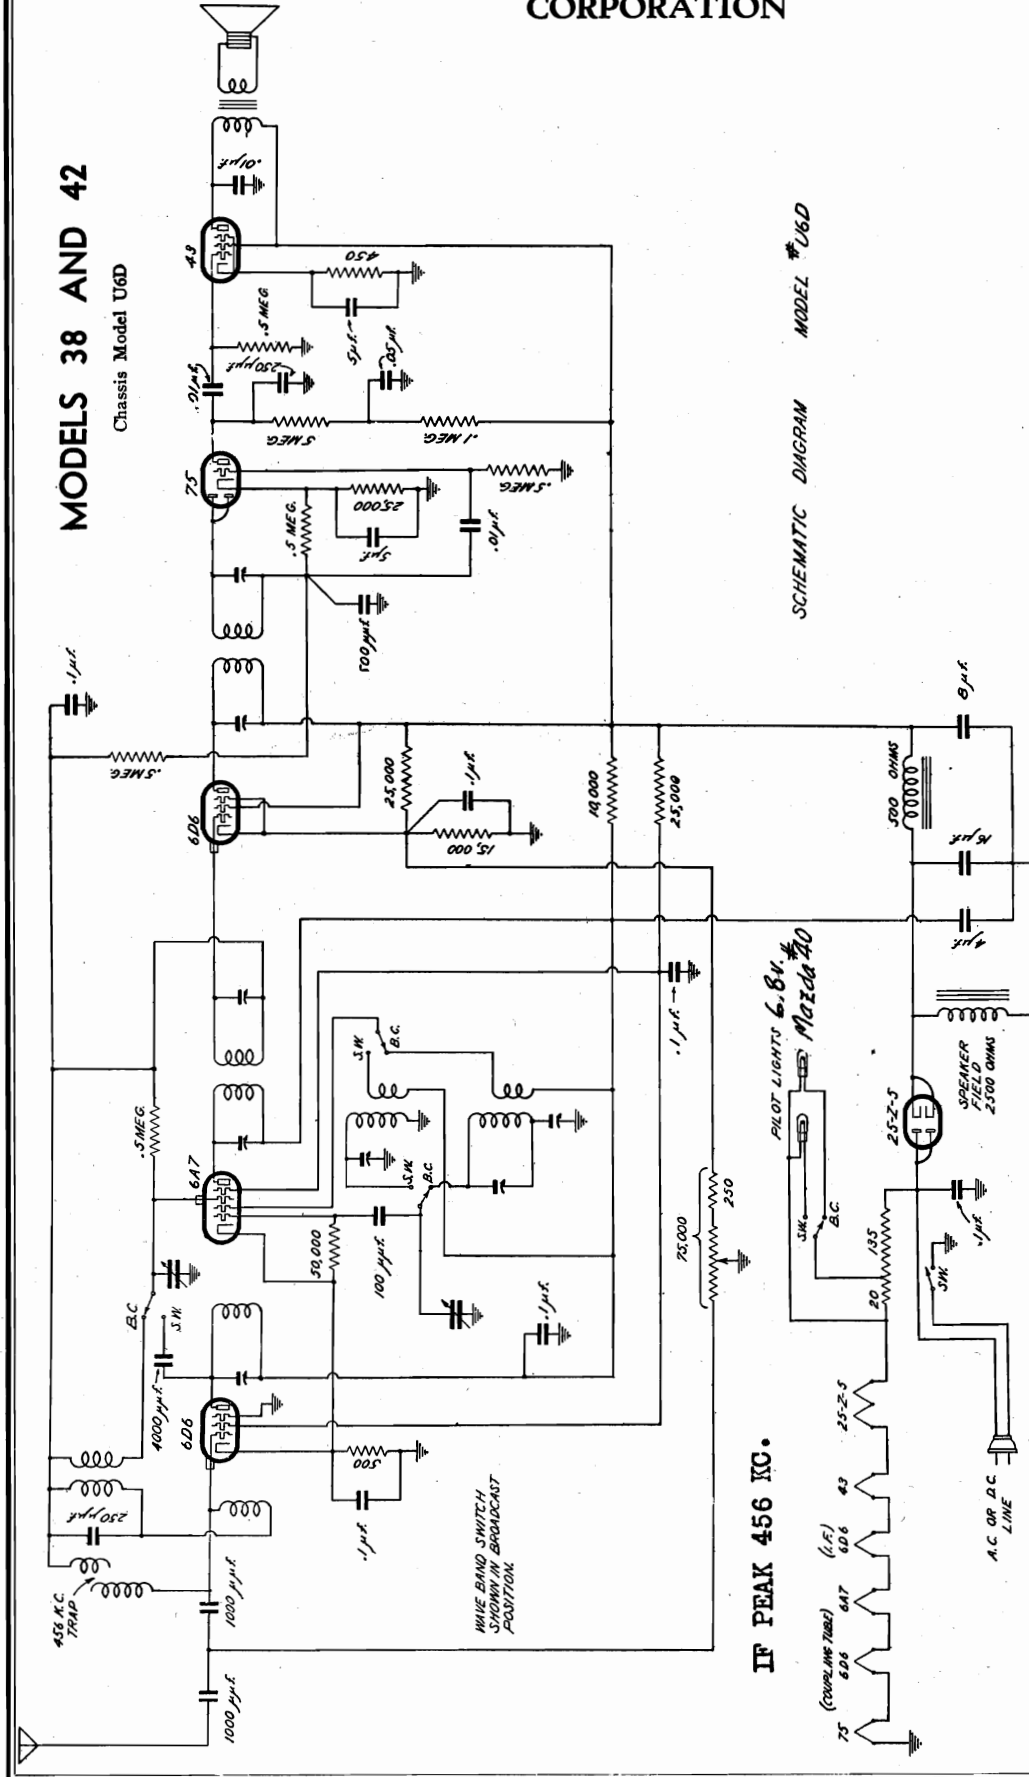 CORPORATION
MODELS 38 AND 42
Chassis Model U6D
456 K.C.
TRAP
1000 μμf.
1000 μμf.
250 μμf.
4000 μμf.
B.C.
S.W.
6D6
500
.1 μf.
WAVE BAND SWITCH
SHOWN IN BROADCAST
POSITION.
.5 MEG.
6A7
50,000
100 μμf.
.1 μf.
S.W.
B.C.
S.W.
B.C.
.1 μf.
75,000
250
6D6
.5 MEG.
.1 μf.
25,000
15,000
.1 μf.
10,000
25,000
500 μμf.
75
.5 MEG.
5 μf.
25,000
.01 μf.
.5 MEG.
.01 μf.
250 μμf.
.5 MEG.
.5 MEG.
.05 μf.
.1 MEG.
43
5 μf.
450
.01 μf.
SCHEMATIC DIAGRAM MODEL #U6D
IF PEAK 456 KC.
PILOT LIGHTS 6.8v.
Mazda #40
S.W.
B.C.
20
135
25-Z-5
SPEAKER
FIELD
2500 OHMS
4 μf.
16 μf.
500 OHMS
8 μf.
.1 μf.
SW.
A.C. OR D.C.
LINE
75
(COUPLING TUBE)
6D6
6A7
(I.F.)
6D6
43
25-Z-5